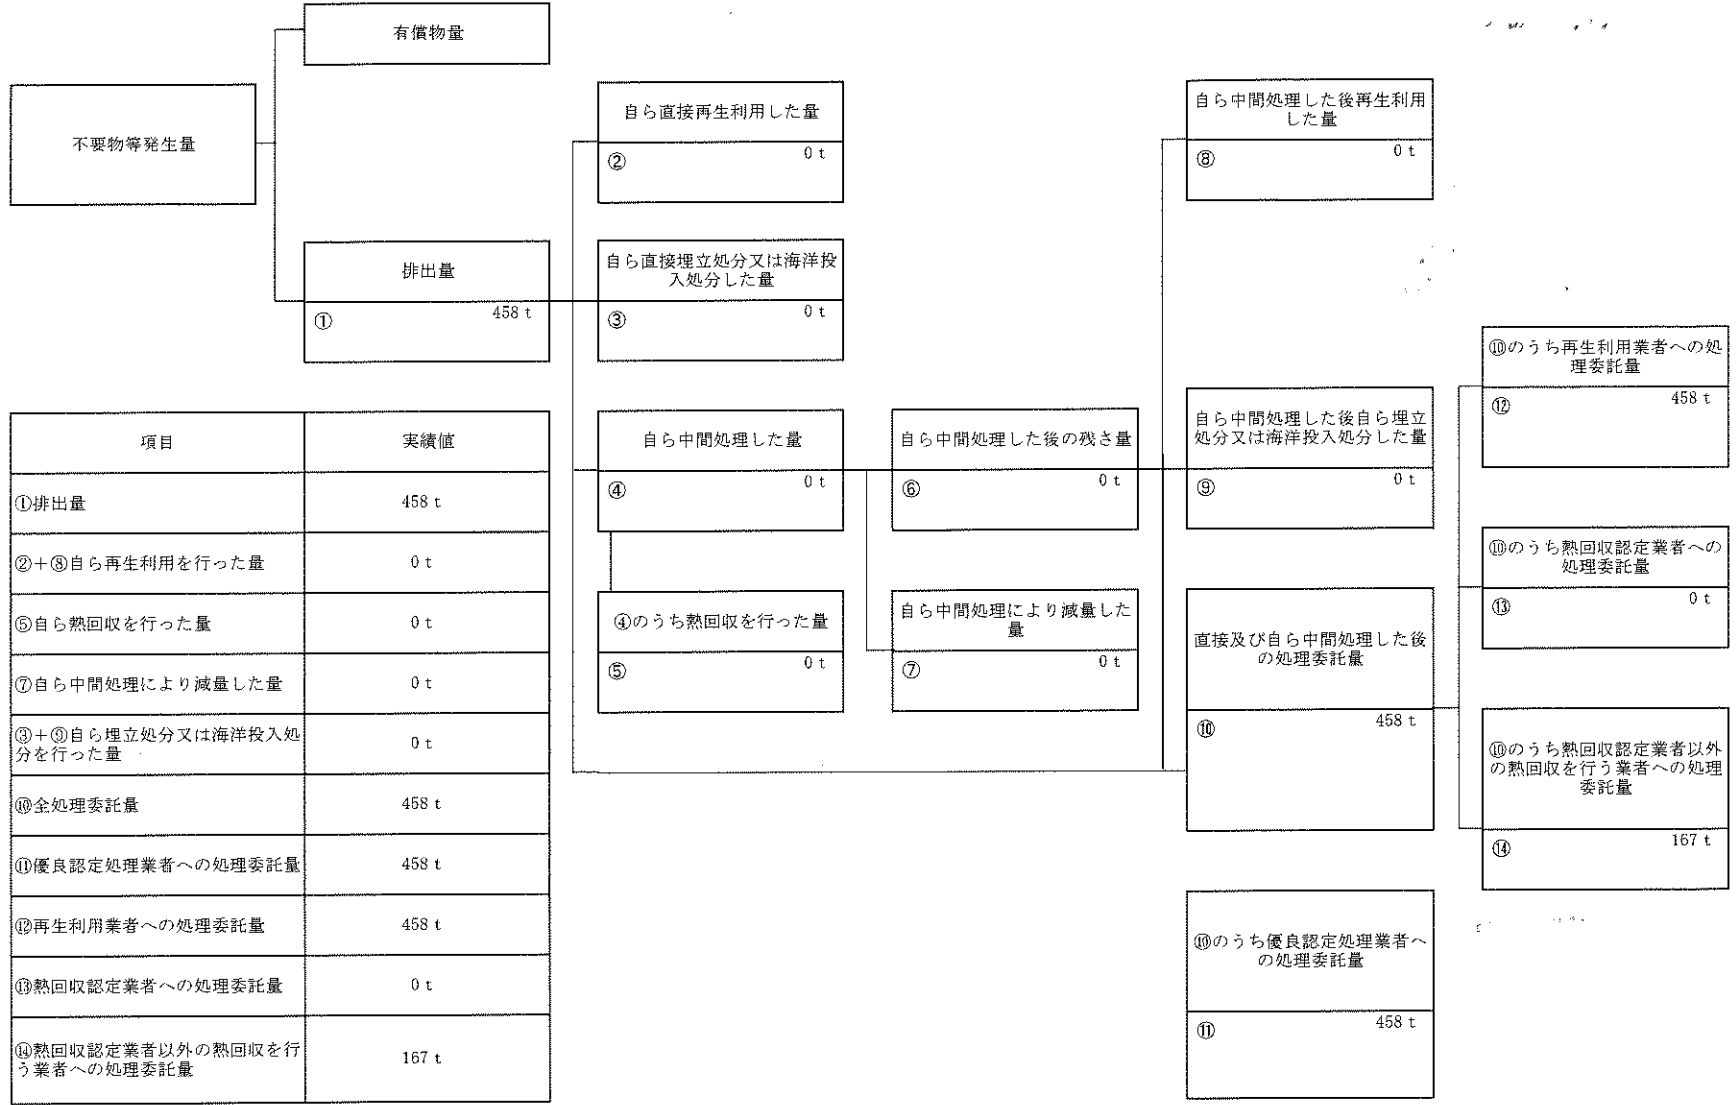 有償物量
不要物等発生量
排出量
①
458 t
自ら直接再生利用した量
②
0 t
自ら直接埋立処分又は海洋投
入処分した量
③
0 t
自ら中間処理した量
④
0 t
④のうち熱回収を行った量
⑤
0 t
自ら中間処理した後の残さ量
⑥
0 t
自ら中間処理により減量した
量
⑦
0 t
自ら中間処理した後再生利用
した量
⑧
0 t
自ら中間処理した後自ら埋立
処分又は海洋投入処分した量
⑨
0 t
直接及び自ら中間処理した後
の処理委託量
⑩
458 t
⑩のうち優良認定処理業者へ
の処理委託量
⑪
458 t
⑩のうち再生利用業者への処
理委託量
⑫
458 t
⑩のうち熱回収認定業者への
処理委託量
⑬
0 t
⑩のうち熱回収認定業者以外
の熱回収を行う業者への処理
委託量
⑭
167 t
項目 実績値
①排出量 458 t
②＋⑧自ら再生利用を行った量 0 t
⑤自ら熱回収を行った量 0 t
⑦自ら中間処理により減量した量 0 t
③＋⑨自ら埋立処分又は海洋投入処
分を行った量 0 t
⑩全処理委託量 458 t
⑪優良認定処理業者への処理委託量 458 t
⑫再生利用業者への処理委託量 458 t
⑬熱回収認定業者への処理委託量 0 t
⑭熱回収認定業者以外の熱回収を行
う業者への処理委託量 167 t